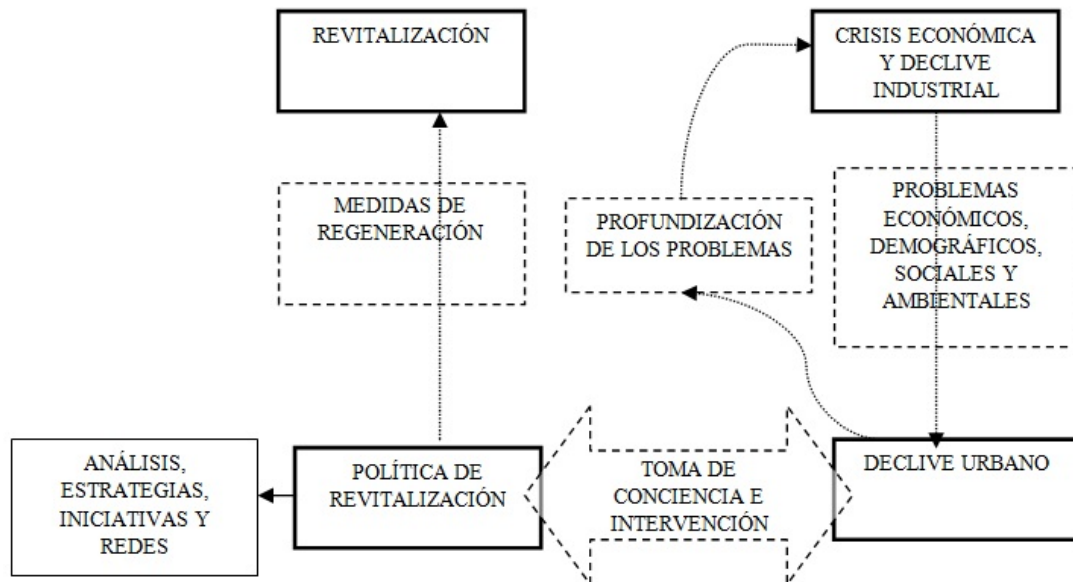 REVITALIZACIÓN
CRISIS ECONÓMICA
Y DECLIVE
INDUSTRIAL
MEDIDAS DE
REGENERACIÓN
PROFUNDIZACIÓN
DE LOS PROBLEMAS
PROBLEMAS
ECONÓMICOS,
DEMOGRÁFICOS,
SOCIALES Y
AMBIENTALES
ANÁLISIS,
ESTRATEGIAS,
INICIATIVAS Y
REDES
POLÍTICA DE
REVITALIZACIÓN
TOMA DE
CONCIENCIA E
INTERVENCIÓN
DECLIVE URBANO